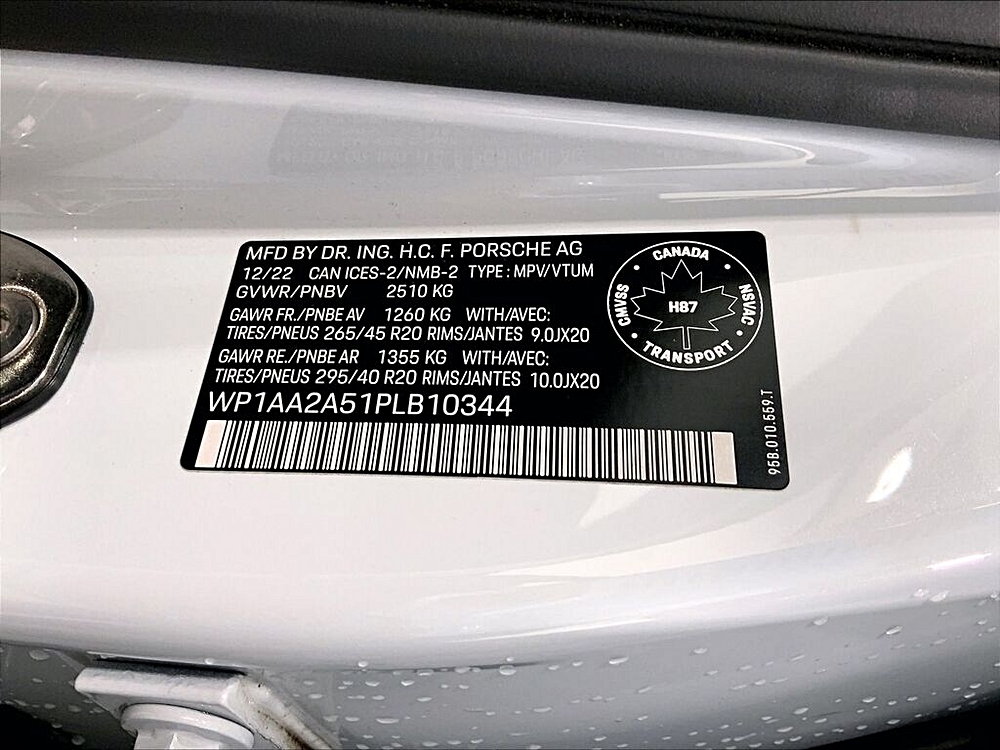 MFD BY DR. ING. H.C. F. PORSCHE AG
12/22 CAN ICES-2/NMB-2 TYPE : MPV/VTUM
GVWR/PNBV 2510 KG
GAWR FR./PNBE AV 1260 KG WITH/AVEC:
TIRES/PNEUS 265/45 R20 RIMS/JANTES 9.0JX20
GAWR RE./PNBE AR 1355 KG WITH/AVEC:
TIRES/PNEUS 295/40 R20 RIMS/JANTES 10.0JX20
WP1AA2A51PLB10344
CANADA
CMVSS
H87
NSVAC
TRANSPORT
95B.010.559.T